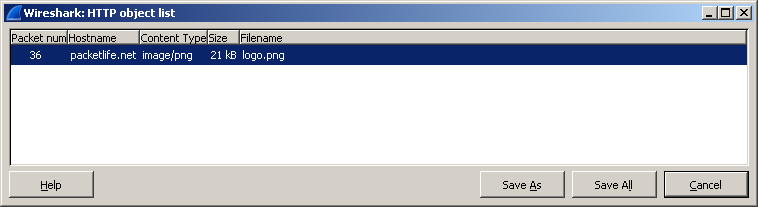 Wireshark: HTTP object list
Packet num Hostname Content Type Size Filename
36 packetlife.net image/png 21 kB logo.png
Help Save As Save All Cancel